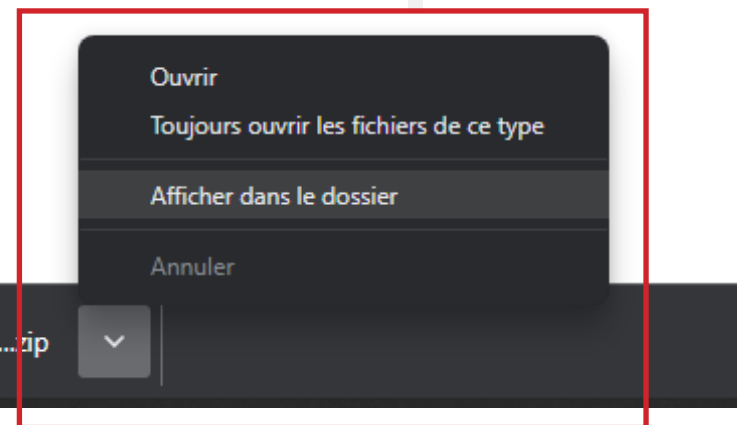 Ouvrir
Toujours ouvrir les fichiers de ce type
Afficher dans le dossier
Annuler
...zip